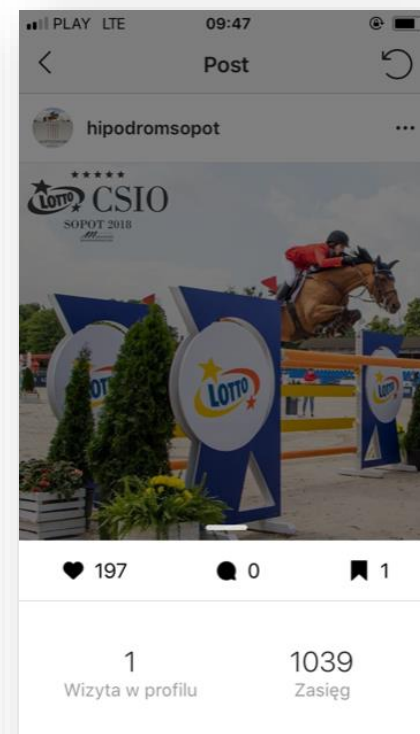 PLAY LTE 09:47
Post
hipodromsopot
LOTTO CSIO
SOPOT 2018
LOTTO
LOTTO
197 0 1
1 1039
Wizyta w profilu Zasięg